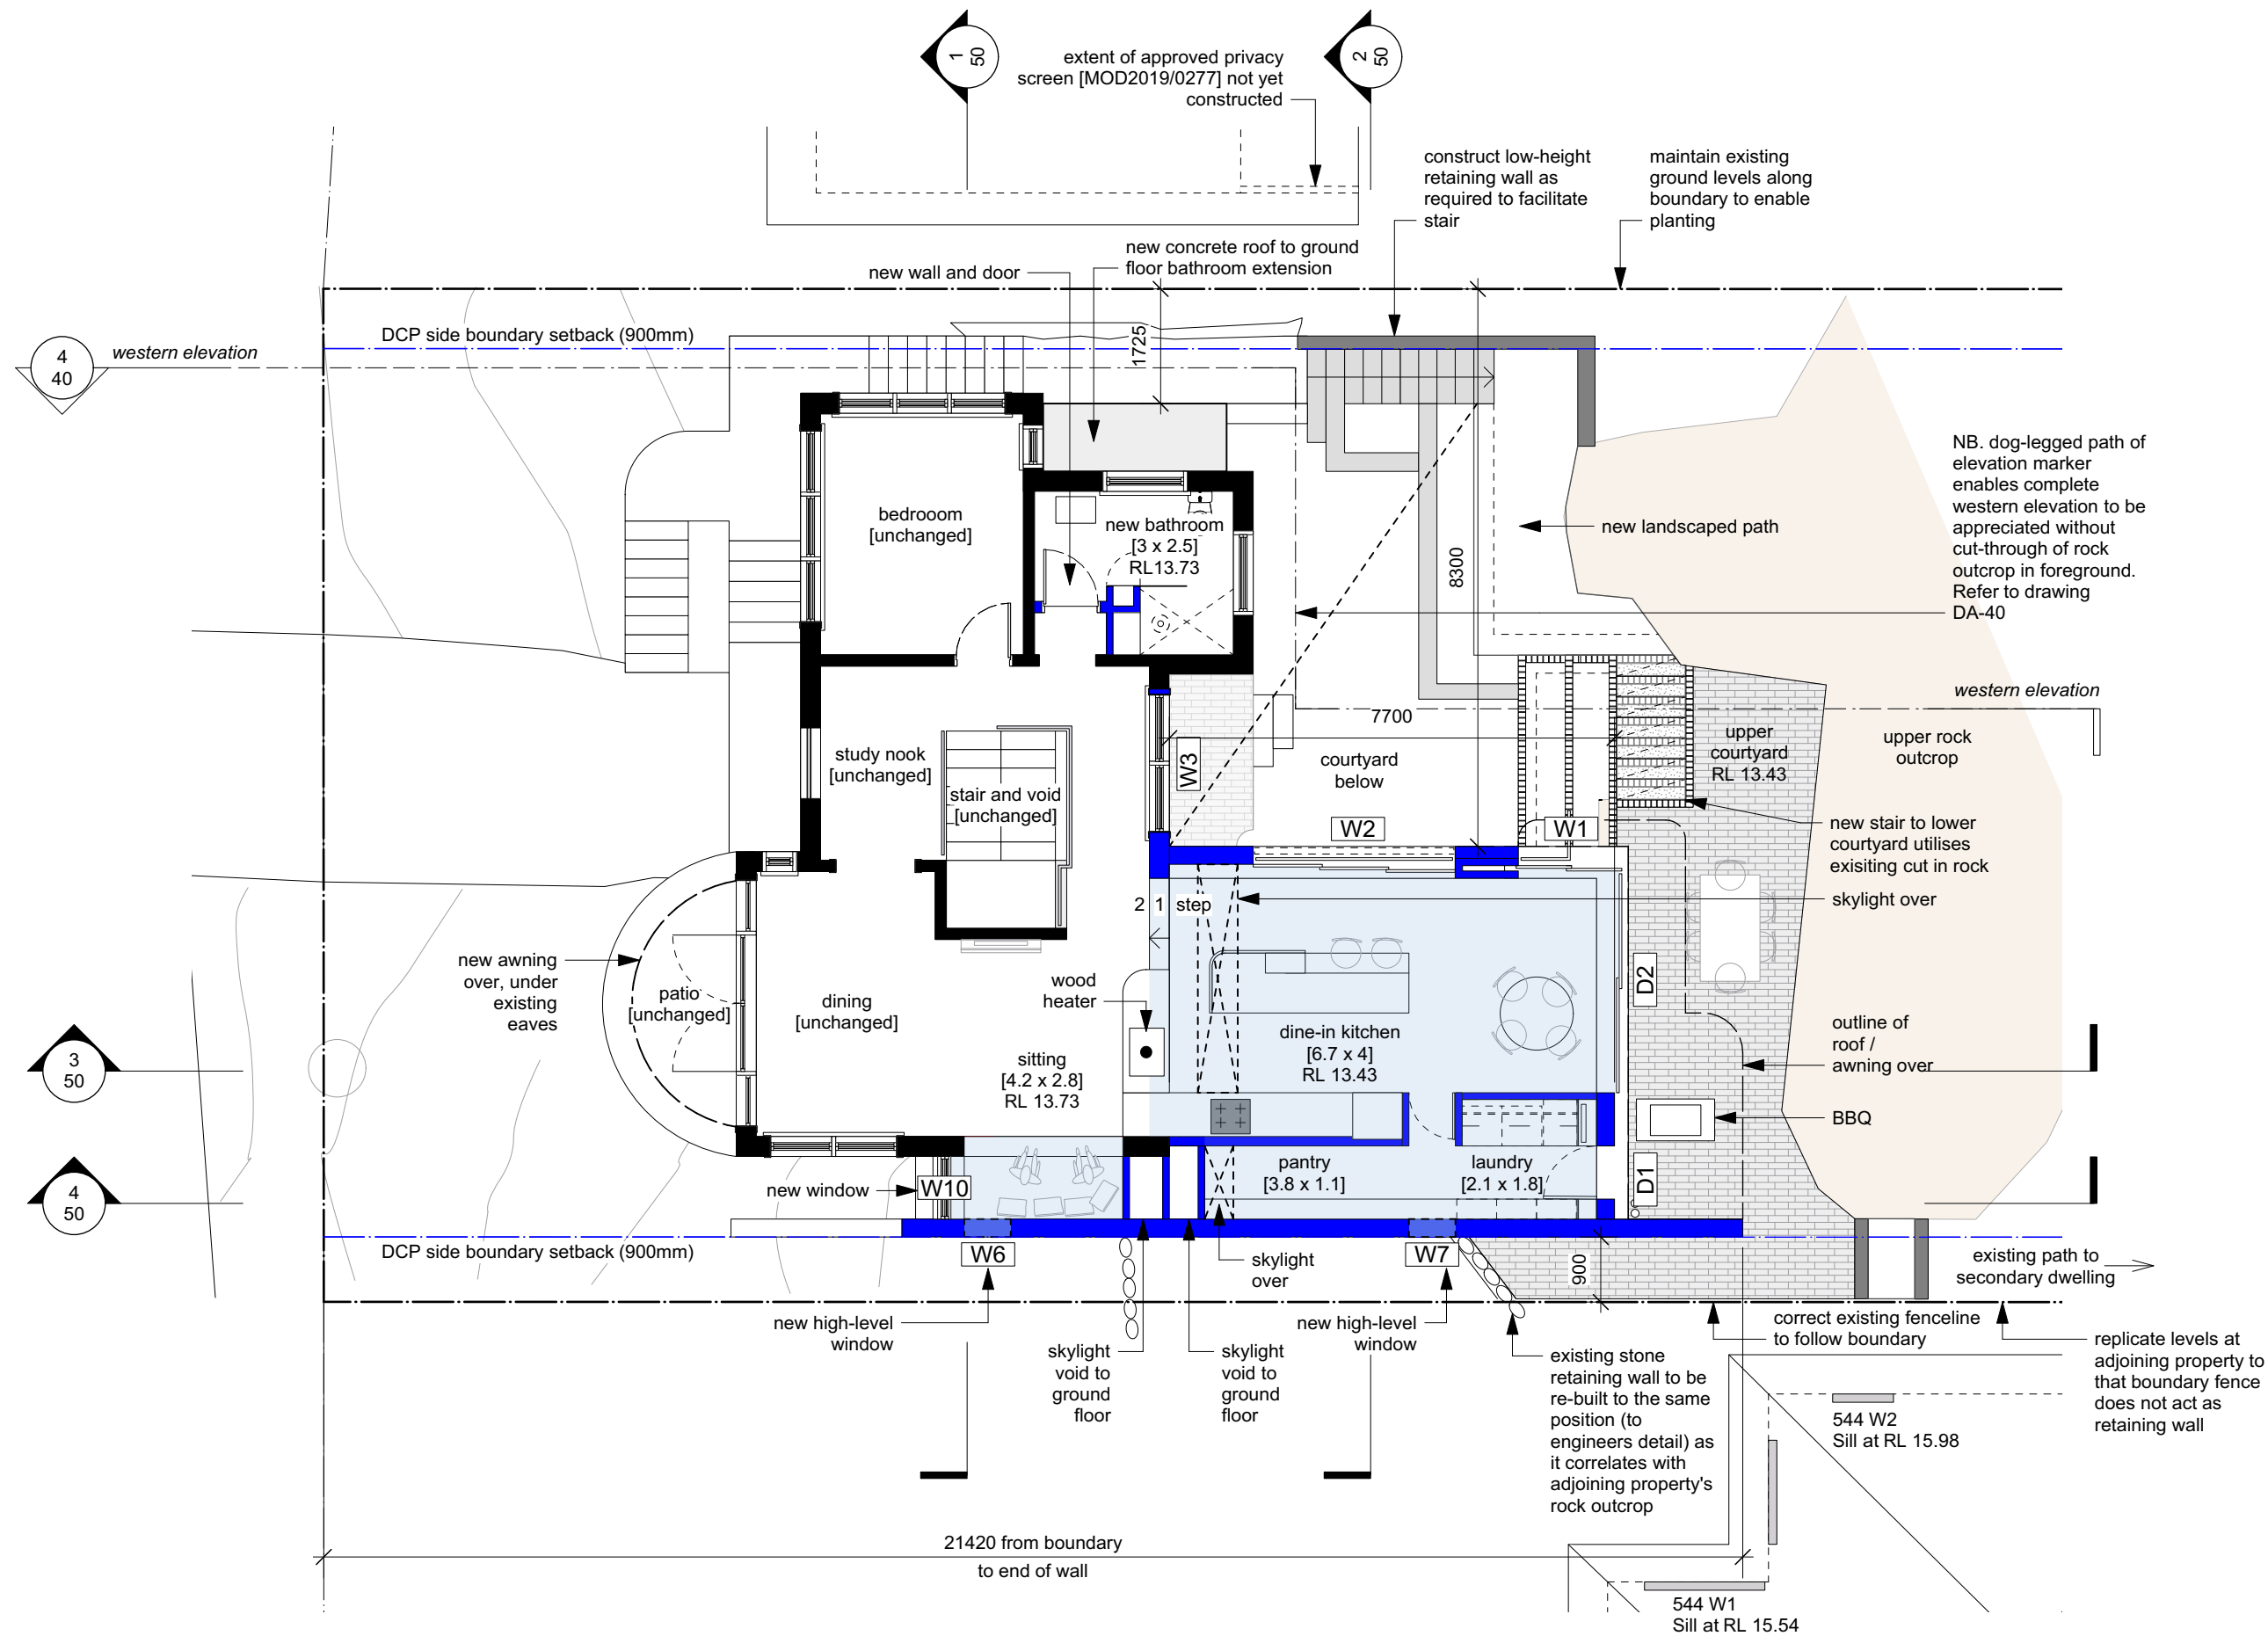 1
50
extent of approved privacy
screen [MOD2019/0277] not yet
constructed
2
50
construct low-height
retaining wall as
required to facilitate
stair
maintain existing
ground levels along
boundary to enable
planting
new wall and door
new concrete roof to ground
floor bathroom extension
DCP side boundary setback (900mm)
1725
4
40
western elevation
NB. dog-legged path of
elevation marker
enables complete
western elevation to be
appreciated without
cut-through of rock
outcrop in foreground.
Refer to drawing
DA-40
bedrooom
[unchanged]
new bathroom
[3 x 2.5]
RL13.73
new landscaped path
8300
western elevation
7700
study nook
[unchanged]
stair and void
[unchanged]
W3
courtyard
below
upper
courtyard
RL 13.43
upper rock
outcrop
W2
W1
new stair to lower
courtyard utilises
exisiting cut in rock
2 1 step
skylight over
new awning
over, under
existing
eaves
patio
[unchanged]
dining
[unchanged]
wood
heater
D2
dine-in kitchen
[6.7 x 4]
RL 13.43
outline of
roof /
awning over
3
50
sitting
[4.2 x 2.8]
RL 13.73
BBQ
4
50
new window
W10
pantry
[3.8 x 1.1]
laundry
[2.1 x 1.8]
D1
DCP side boundary setback (900mm)
W6
skylight
over
W7
900
existing path to
secondary dwelling
new high-level
window
skylight
void to
ground
floor
skylight
void to
ground
floor
new high-level
window
existing stone
retaining wall to be
re-built to the same
position (to
engineers detail) as
it correlates with
adjoining property's
rock outcrop
correct existing fenceline
to follow boundary
replicate levels at
adjoining property to
that boundary fence
does not act as
retaining wall
544 W2
Sill at RL 15.98
21420 from boundary
to end of wall
544 W1
Sill at RL 15.54